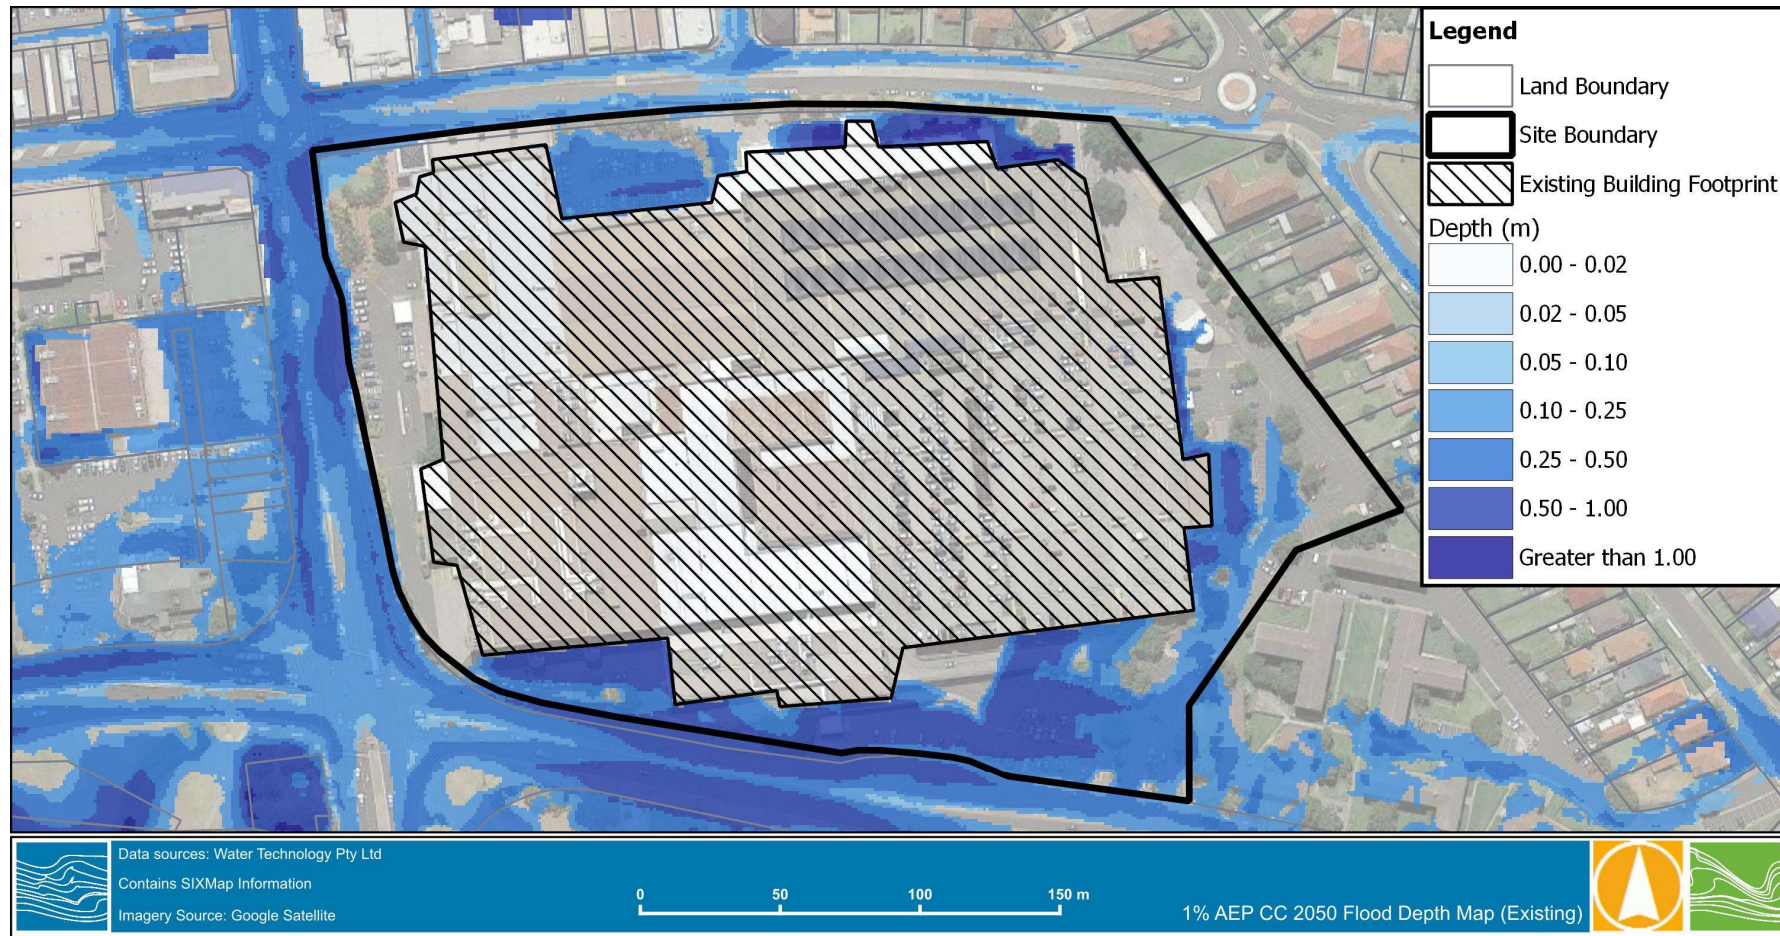 Legend
Land Boundary
Site Boundary
Existing Building Footprint
Depth (m)
0.00 - 0.02
0.02 - 0.05
0.05 - 0.10
0.10 - 0.25
0.25 - 0.50
0.50 - 1.00
Greater than 1.00
Data sources: Water Technology Pty Ltd
Contains SIXMap Information
Imagery Source: Google Satellite
0 50 100 150 m
1% AEP CC 2050 Flood Depth Map (Existing)